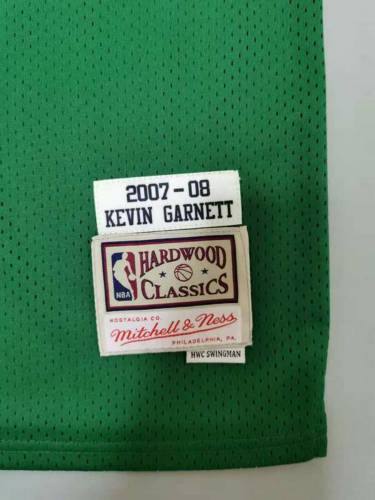 2007-08
KEVIN GARNETT
HARDWOOD
CLASSICS
NBA
NOSTALGIA CO.
Mitchell & Ness
PHILADELPHIA, PA.
HWC SWINGMAN